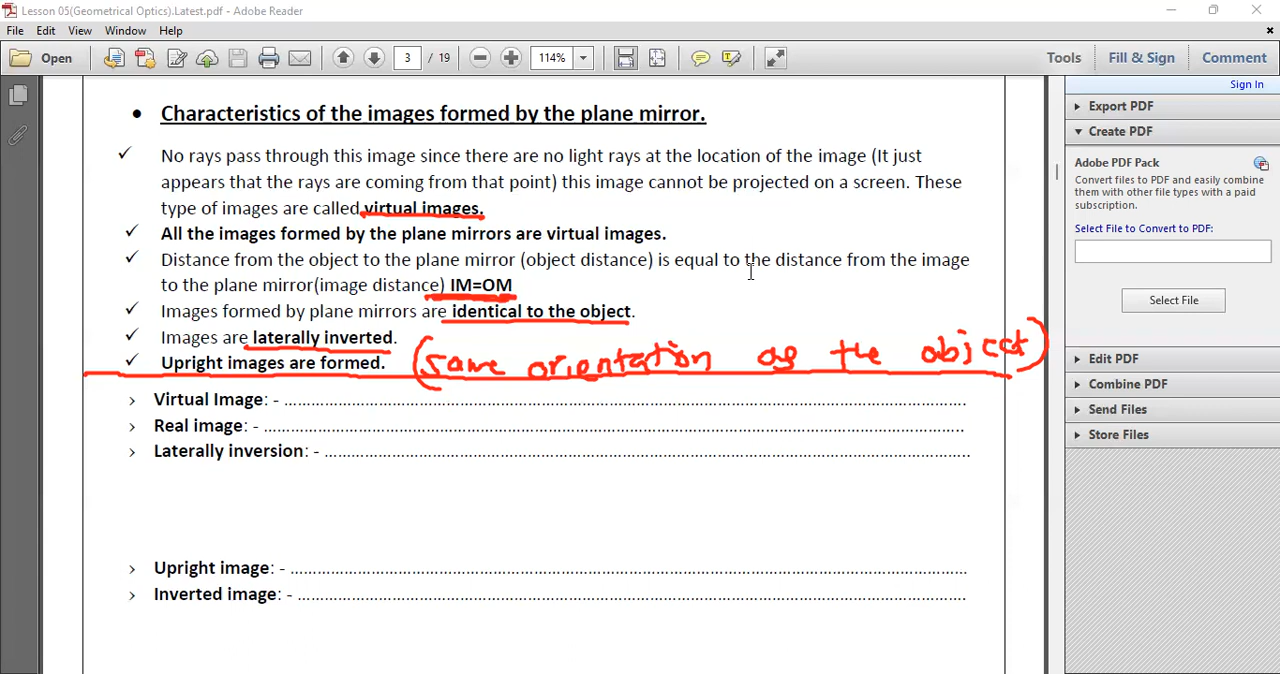 Lesson 05(Geometrical Optics).Latest.pdf - Adobe Reader
File Edit View Window Help
Open 3 / 19 114% Tools Fill & Sign Comment
Sign In
• Characteristics of the images formed by the plane mirror.
✓ No rays pass through this image since there are no light rays at the location of the image (It just
appears that the rays are coming from that point) this image cannot be projected on a screen. These
type of images are called virtual images.
✓ All the images formed by the plane mirrors are virtual images.
✓ Distance from the object to the plane mirror (object distance) is equal to the distance from the image
to the plane mirror(image distance) IM=OM
✓ Images formed by plane mirrors are identical to the object.
✓ Images are laterally inverted.
✓ Upright images are formed. (same orientation as the object)
› Virtual Image: - ....................................................................................................
› Real image: - ....................................................................................................
› Laterally inversion: - ....................................................................................................
› Upright image: - ....................................................................................................
› Inverted image: - ....................................................................................................
Export PDF
Create PDF
Adobe PDF Pack
Convert files to PDF and easily combine
them with other file types with a paid
subscription.
Select File to Convert to PDF:
Select File
Edit PDF
Combine PDF
Send Files
Store Files